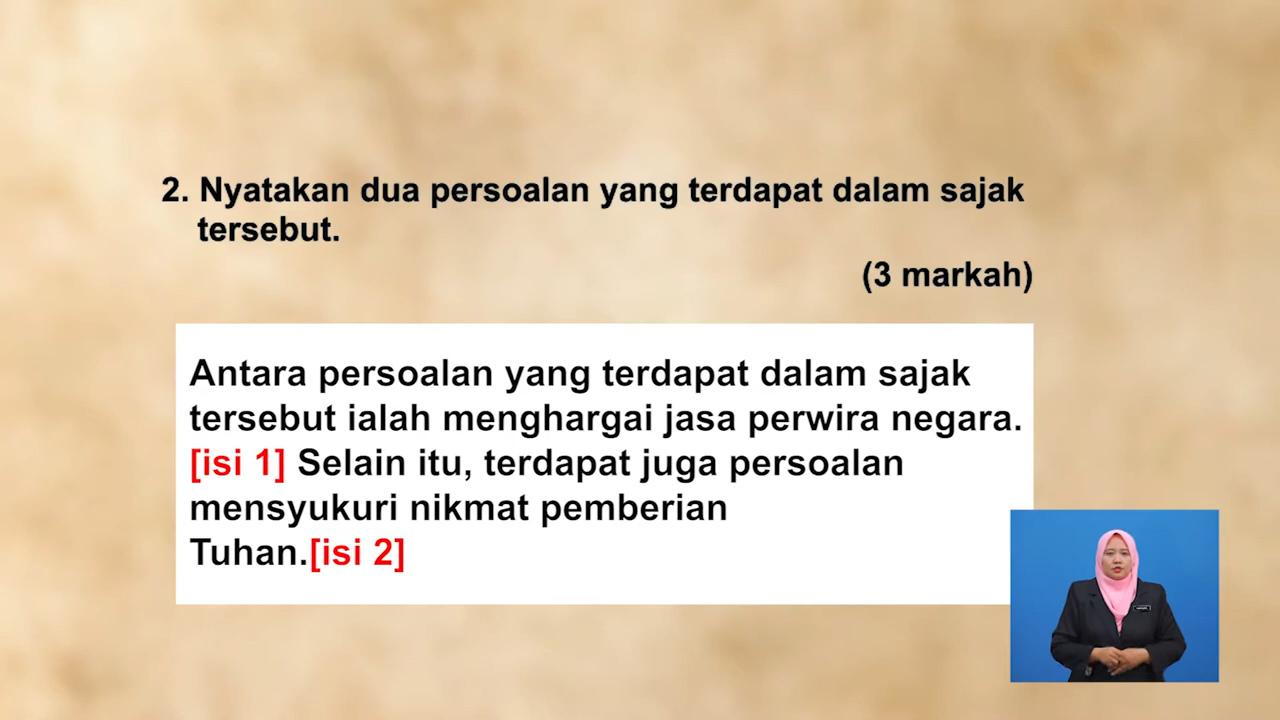 2. Nyatakan dua persoalan yang terdapat dalam sajak
tersebut.
(3 markah)
Antara persoalan yang terdapat dalam sajak
tersebut ialah menghargai jasa perwira negara.
[isi 1] Selain itu, terdapat juga persoalan
mensyukuri nikmat pemberian
Tuhan.[isi 2]